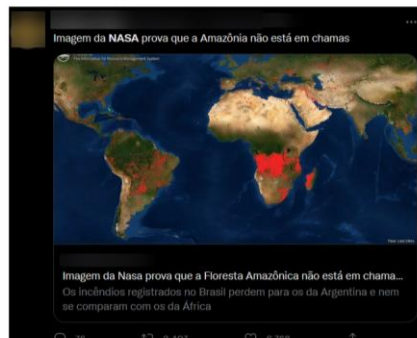 Imagem da NASA prova que a Amazônia não está em chamas
Imagem da Nasa prova que a Floresta Amazônica não está em chama...
Os incêndios registrados no Brasil perdem para os da Argentina e nem
se comparam com os da África